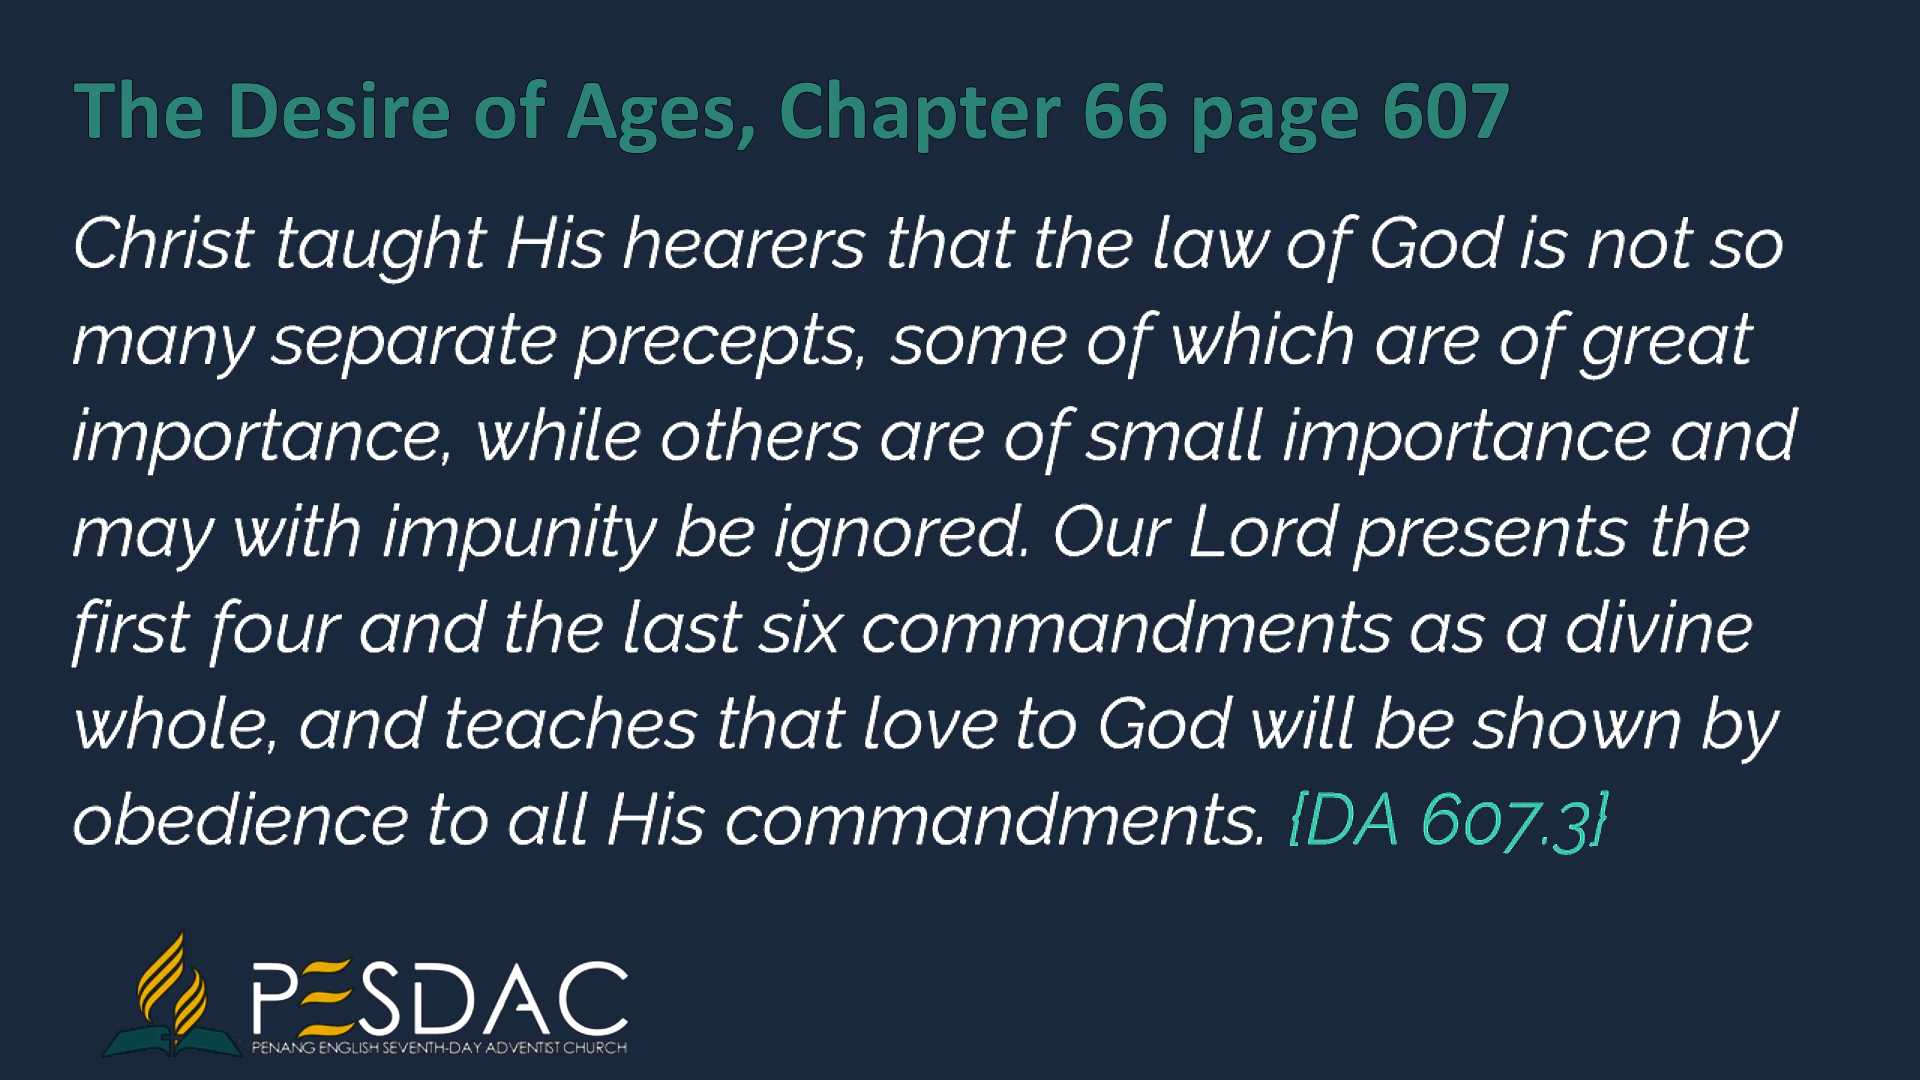 The Desire of Ages, Chapter 66 page 607
Christ taught His hearers that the law of God is not so
many separate precepts, some of which are of great
importance, while others are of small importance and
may with impunity be ignored. Our Lord presents the
first four and the last six commandments as a divine
whole, and teaches that love to God will be shown by
obedience to all His commandments. {DA 607.3}
PESDAC
PENANG ENGLISH SEVENTH-DAY ADVENTIST CHURCH